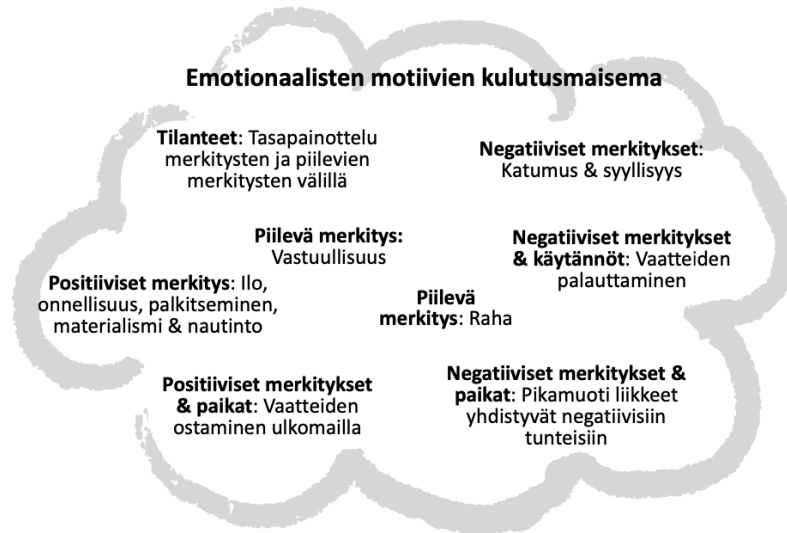 Emotionaalisten motiivien kulutusmaisema
Tilanteet: Tasapainottelu
merkitysten ja piilevien
merkitysten välillä
Negatiiviset merkitykset:
Katumus & syyllisyys
Piilevä merkitys:
Vastuullisuus
Negatiiviset merkitykset
& käytännöt: Vaatteiden
palauttaminen
Positiiviset merkitys: Ilo,
onnellisuus, palkitseminen,
materialismi & nautinto
Piilevä
merkitys: Raha
Positiiviset merkitykset
& paikat: Vaatteiden
ostaminen ulkomailla
Negatiiviset merkitykset &
paikat: Pikamuoti liikkeet
yhdistyvät negatiivisiin
tunteisiin